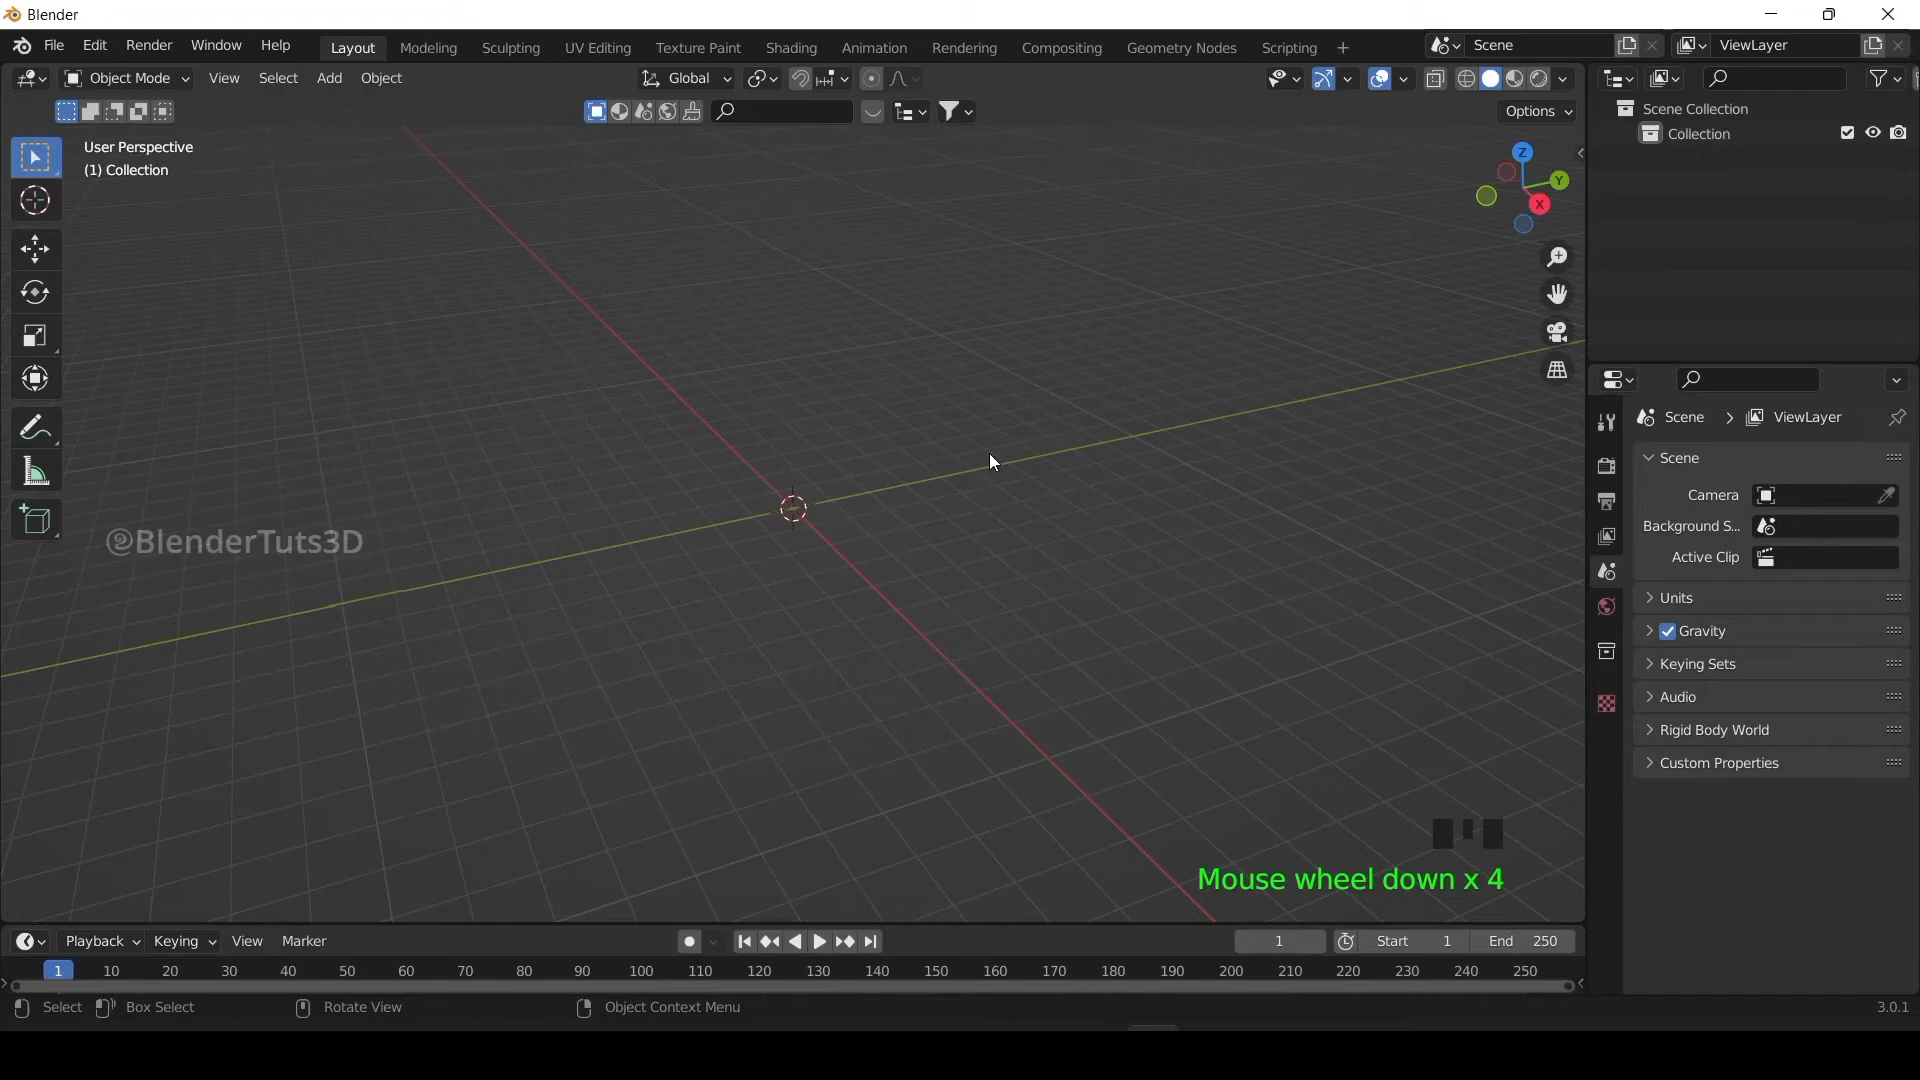 Blender
File Edit Render Window Help Layout Modeling Sculpting UV Editing Texture Paint Shading Animation Rendering Compositing Geometry Nodes Scripting + Scene ViewLayer
Object Mode View Select Add Object Global
Options
User Perspective
(1) Collection
Z
Y
X
Scene Collection
Collection
Scene > ViewLayer
Scene
Camera
Background S...
Active Clip
Units
Gravity
Keying Sets
Audio
Rigid Body World
Custom Properties
@BlenderTuts3D
Mouse wheel down x 4
Playback Keying View Marker 1 Start 1 End 250
1 10 20 30 40 50 60 70 80 90 100 110 120 130 140 150 160 170 180 190 200 210 220 230 240 250
Select Box Select Rotate View Object Context Menu 3.0.1